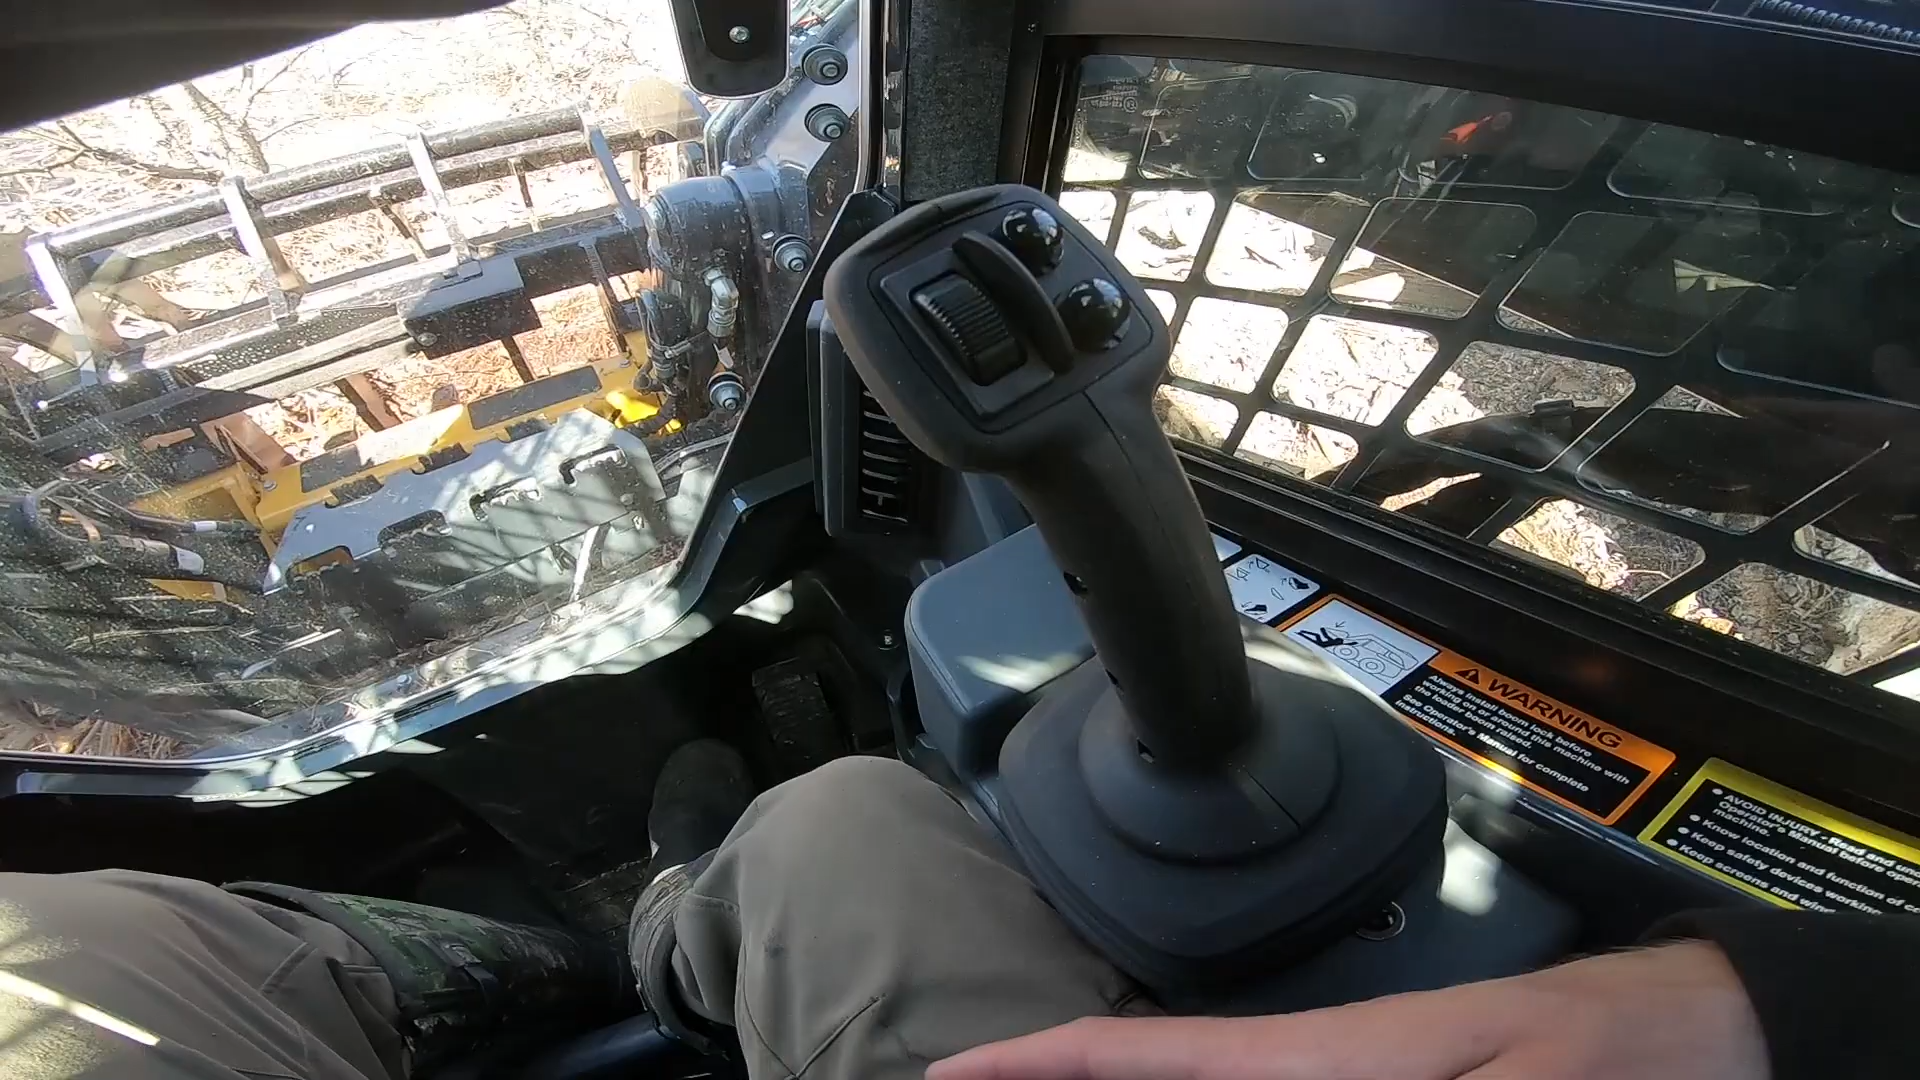 WARNING
Always install boom lock before
working on or around this machine with
the loader boom raised.
See Operator's Manual for complete
instructions.
● AVOID INJURY - Read and
Operator's Manual before
machine.
● Know location and function of
● Keep safety devices working
● Keep screens and